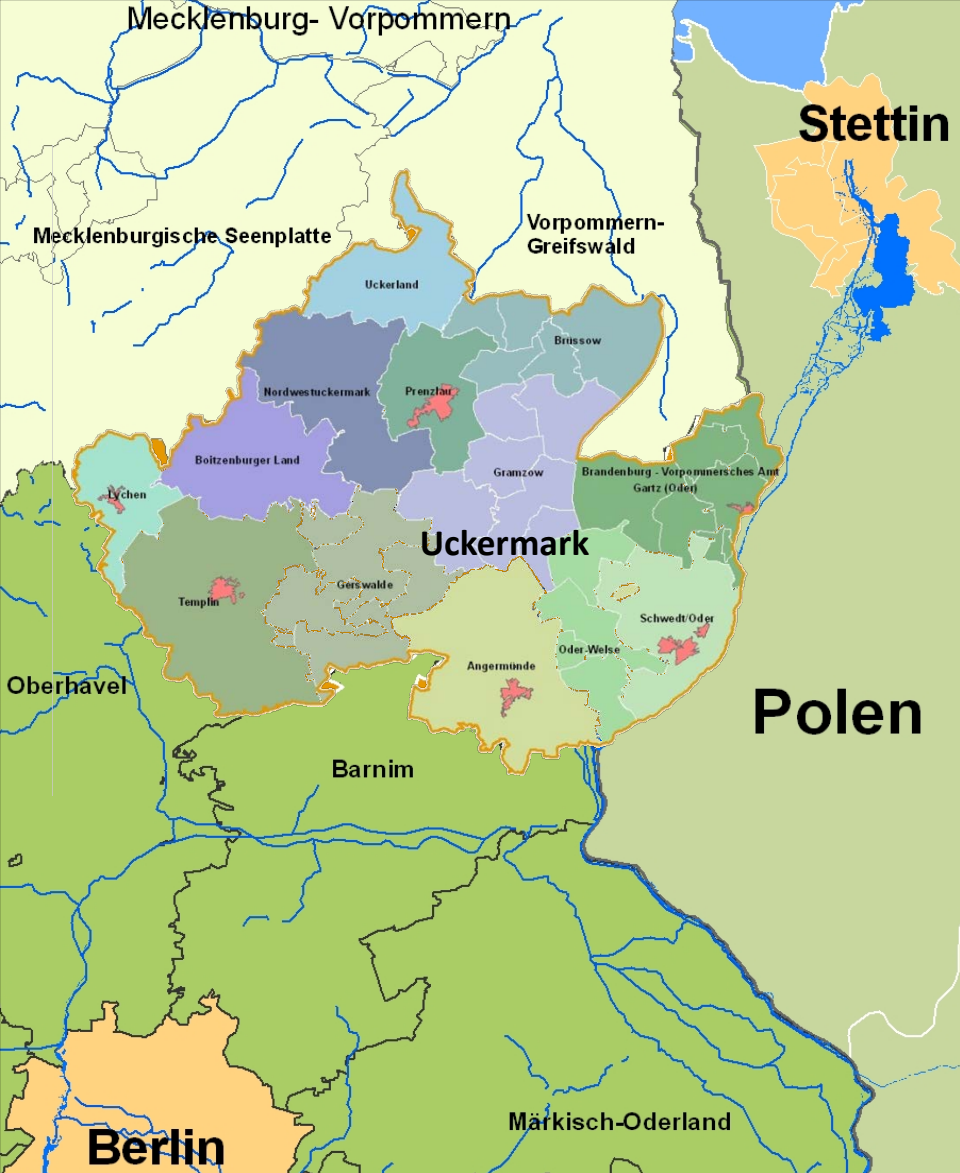 Mecklenburg- Vorpommern
Stettin
Mecklenburgische Seenplatte
Vorpommern-
Greifswald
Uckerland
Brüssow
Nordwestuckermark
Prenzlau
Boitzenburger Land
Gramzow
Brandenburg - Vorpommersches Amt
Gartz (Oder)
Lychen
Uckermark
Gerswalde
Templin
Schwedt/Oder
Oder-Welse
Angermünde
Oberhavel
Polen
Barnim
Märkisch-Oderland
Berlin